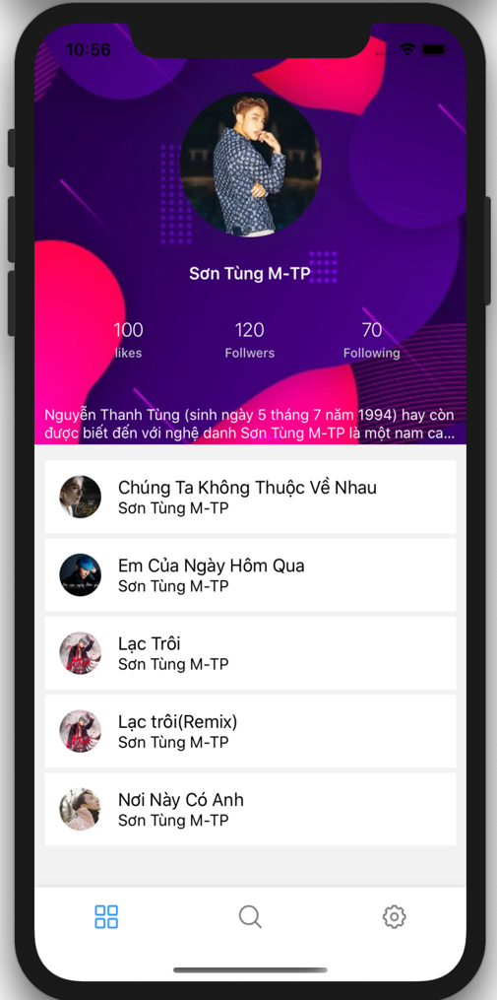 10:56
Sơn Tùng M-TP
100 120 70
likes Follwers Following
Nguyễn Thanh Tùng (sinh ngày 5 tháng 7 năm 1994) hay còn
được biết đến với nghệ danh Sơn Tùng M-TP là một nam ca...
Chúng Ta Không Thuộc Về Nhau
Sơn Tùng M-TP
Em Của Ngày Hôm Qua
Sơn Tùng M-TP
Lạc Trôi
Sơn Tùng M-TP
Lạc trôi(Remix)
Sơn Tùng M-TP
Nơi Này Có Anh
Sơn Tùng M-TP